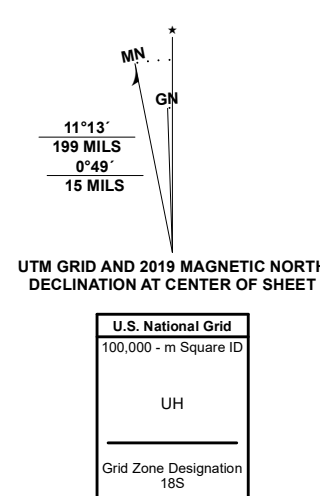 MN
GN
11°13´
199 MILS
0°49´
15 MILS
UTM GRID AND 2019 MAGNETIC NORTH
DECLINATION AT CENTER OF SHEET
U.S. National Grid
100,000 - m Square ID
UH
Grid Zone Designation
18S